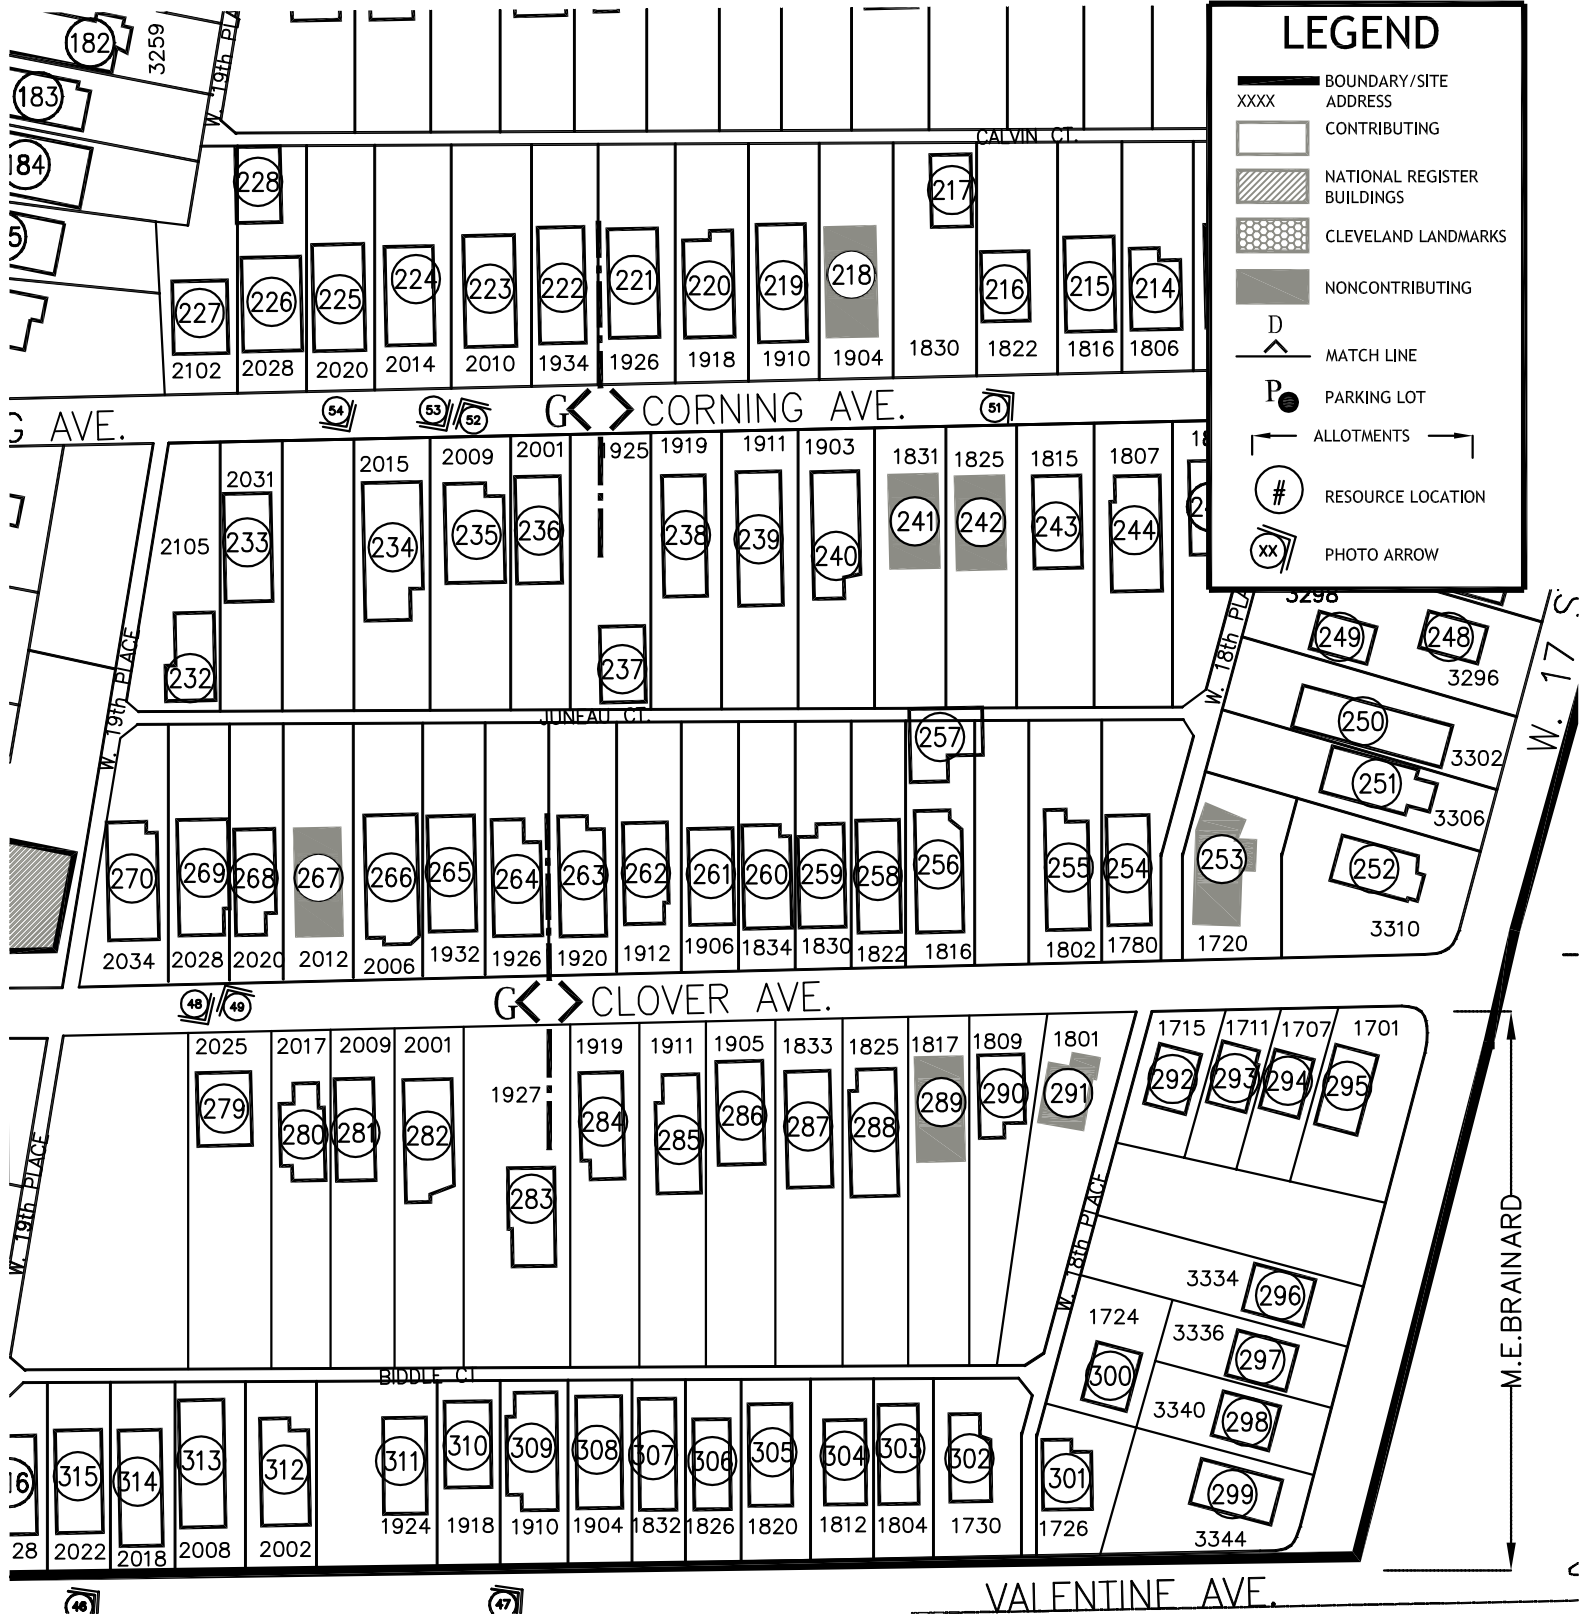 LEGEND
BOUNDARY/SITE
XXXX ADDRESS
CONTRIBUTING
NATIONAL REGISTER
BUILDINGS
CLEVELAND LANDMARKS
NONCONTRIBUTING
D
MATCH LINE
P
PARKING LOT
ALLOTMENTS
#
RESOURCE LOCATION
XX
PHOTO ARROW
182
3259
W. 19th PLA
183
184
5
CALVIN CT.
228
217
227 226 225 224 223 222 221 220 219 218 216 215 214
2102 2028 2020 2014 2010 1934 1926 1918 1910 1904 1830 1822 1816 1806
54 53 52 51
G AVE.
G CORNING AVE.
2031 2015 2009 2001 1925 1919 1911 1903 1831 1825 1815 1807
2105
233 234 235 236 238 239 240 241 242 243 244
232 237
W. 19th PLACE
JUNEAU CT.
W. 18th PLA
3298
249 248
3296
W. 17 S
250
3302
251
3306
252
3310
257
270 269 268 267 266 265 264 263 262 261 260 259 258 256 255 254 253
2034 2028 2020 2012 2006 1932 1926 1920 1912 1906 1834 1830 1822 1816 1802 1780 1720
48 49
G CLOVER AVE.
2025 2017 2009 2001 1927 1919 1911 1905 1833 1825 1817 1809 1801 1715 1711 1707 1701
279 280 281 282 283 284 285 286 287 288 289 290 291 292 293 294 295
W. 19th PLACE
W. 18th PLACE
M.E.BRAINARD
3334 296
1724 3336 297
300
3340 298
299
3344
BIDDLE CT
16 315 314 313 312 311 310 309 308 307 306 305 304 303 302 301
28 2022 2018 2008 2002 1924 1918 1910 1904 1832 1826 1820 1812 1804 1730 1726
46 47
VALENTINE AVE.